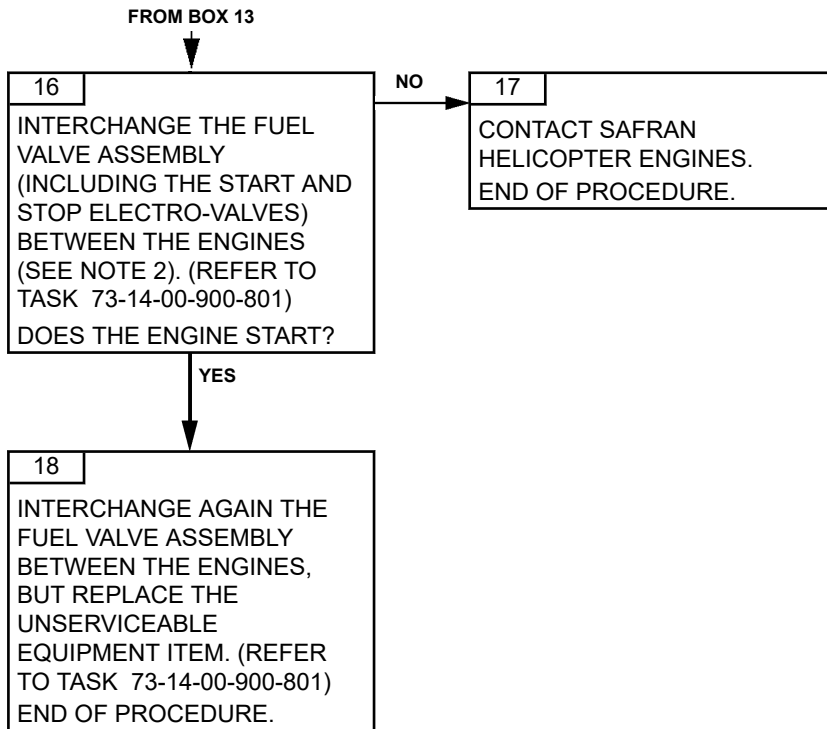 FROM BOX 13
16
INTERCHANGE THE FUEL
VALVE ASSEMBLY
(INCLUDING THE START AND
STOP ELECTRO-VALVES)
BETWEEN THE ENGINES
(SEE NOTE 2). (REFER TO
TASK  73-14-00-900-801)
DOES THE ENGINE START?
NO
17
CONTACT SAFRAN
HELICOPTER ENGINES.
END OF PROCEDURE.
YES
18
INTERCHANGE AGAIN THE
FUEL VALVE ASSEMBLY
BETWEEN THE ENGINES,
BUT REPLACE THE
UNSERVICEABLE
EQUIPMENT ITEM. (REFER
TO TASK  73-14-00-900-801)
END OF PROCEDURE.